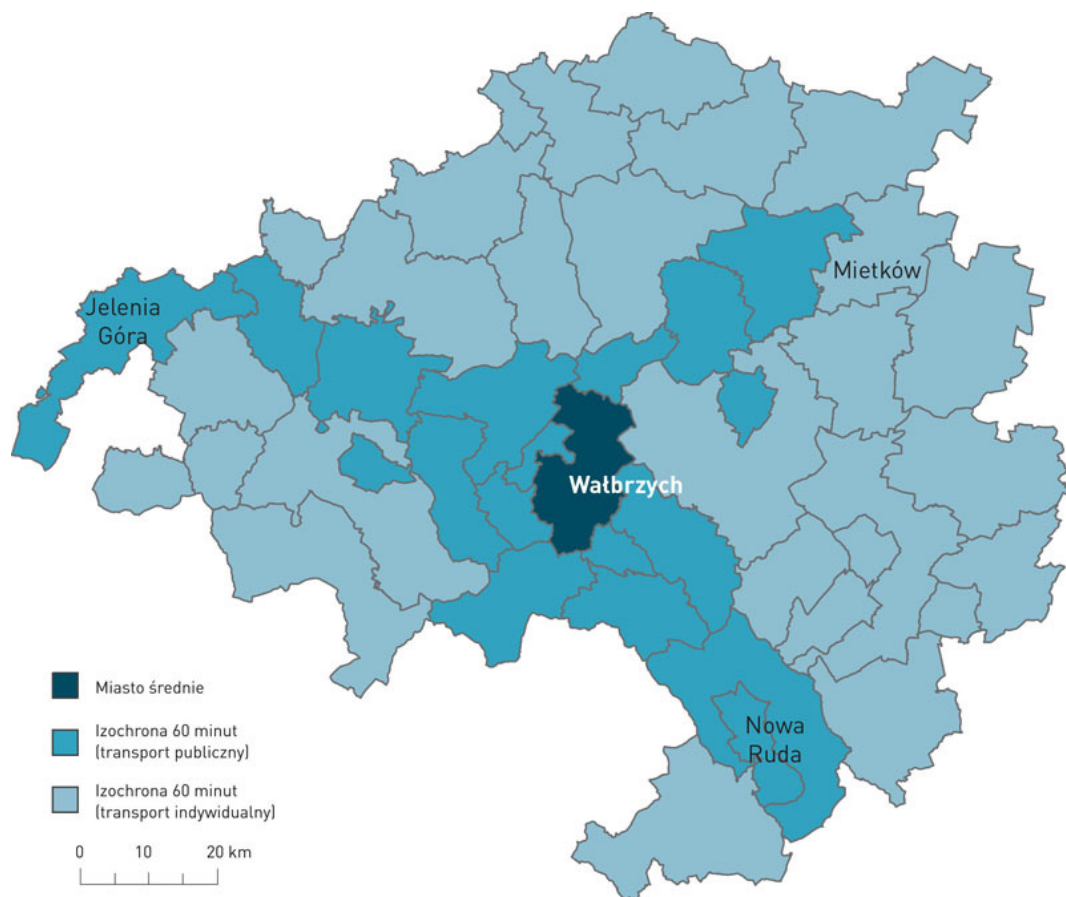 Jelenia
Góra
Mietków
Wałbrzych
Nowa
Ruda
Miasto średnie
Izochrona 60 minut
(transport publiczny)
Izochrona 60 minut
(transport indywidualny)
0 10 20 km